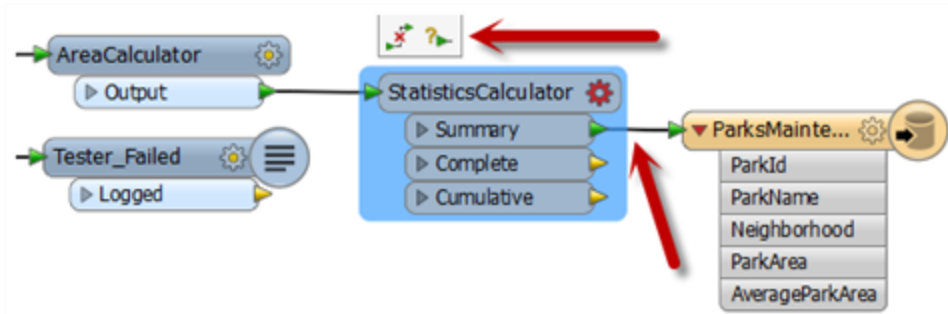 AreaCalculator
Output
Tester_Failed
Logged
?
StatisticsCalculator
Summary
Complete
Cumulative
ParksMainte...
ParkId
ParkName
Neighborhood
ParkArea
AverageParkArea